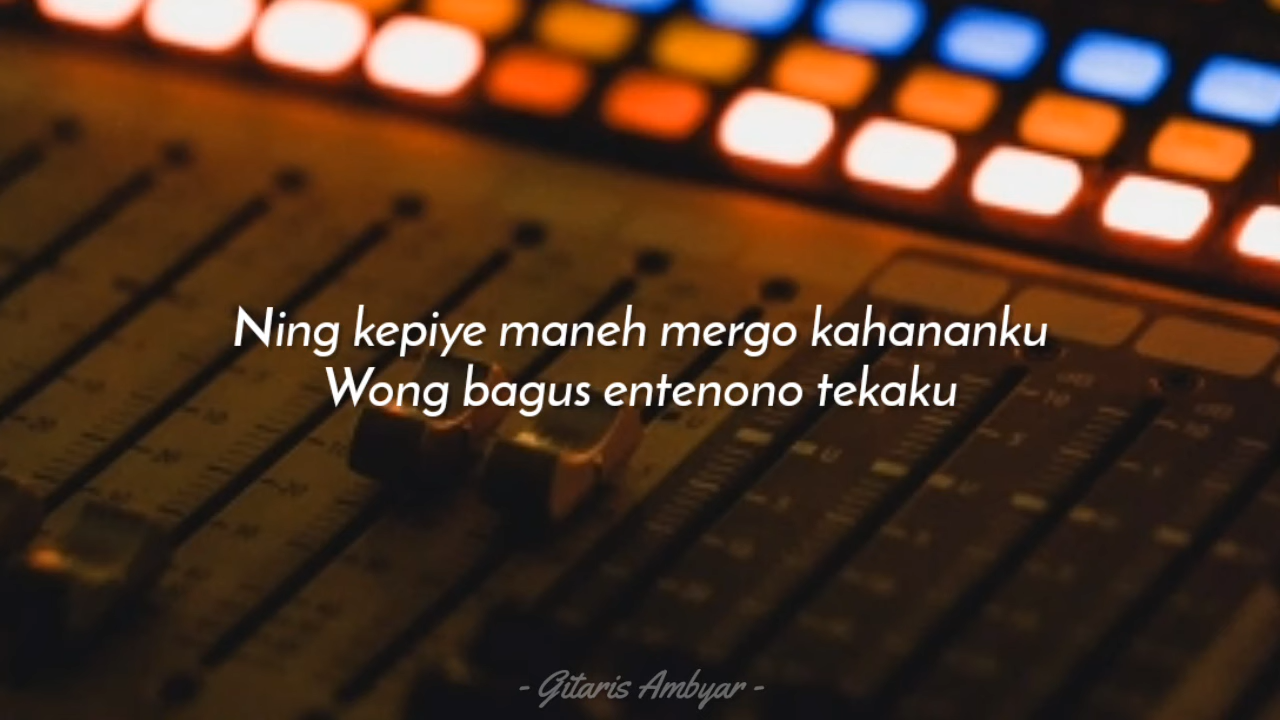 Ning kepiye maneh mergo kahananku
Wong bagus entenono tekaku
- Gitaris Ambyar -